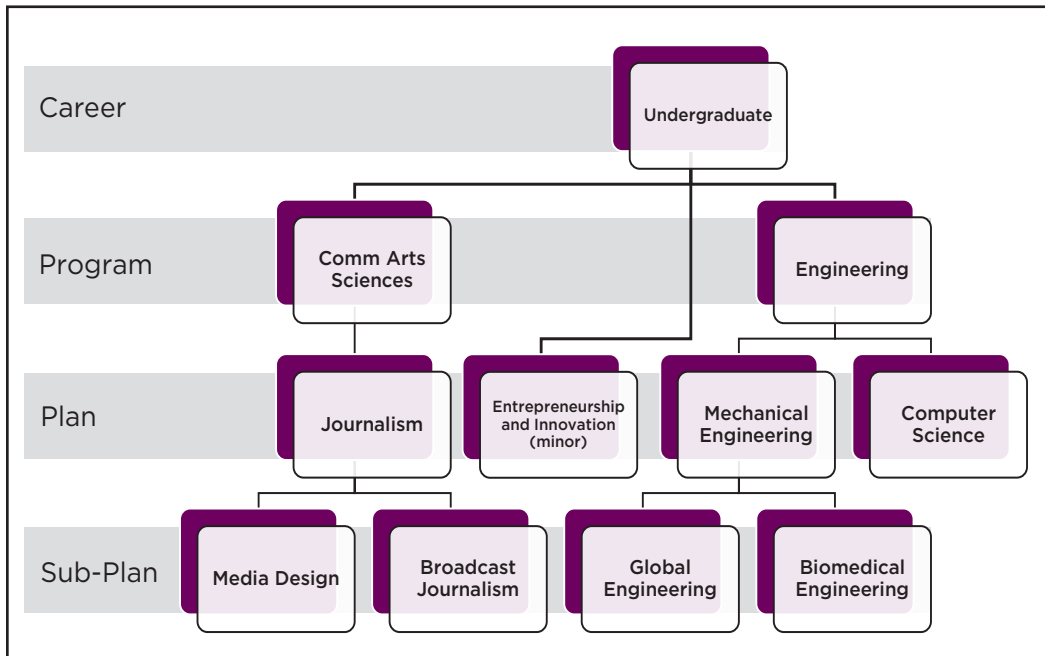 Career
Undergraduate
Program
Comm Arts
Sciences
Engineering
Plan
Journalism
Entrepreneurship
and Innovation
(minor)
Mechanical
Engineering
Computer
Science
Sub-Plan
Media Design
Broadcast
Journalism
Global
Engineering
Biomedical
Engineering